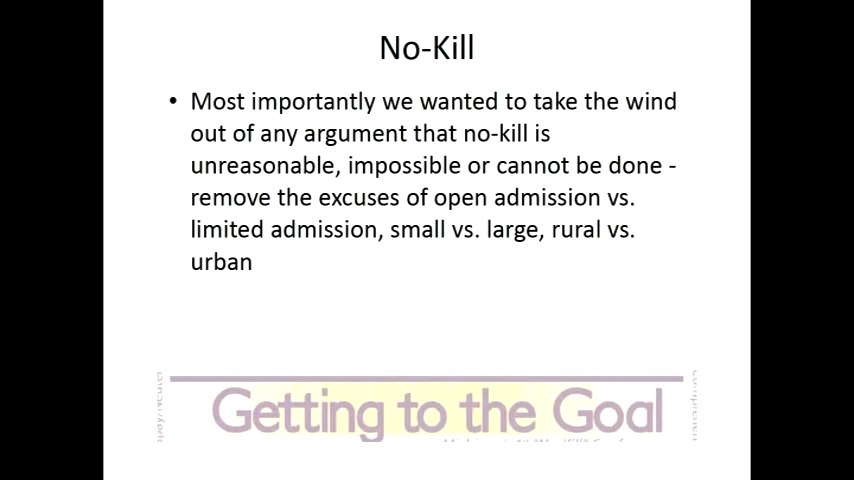 No-Kill
• Most importantly we wanted to take the wind
out of any argument that no-kill is
unreasonable, impossible or cannot be done -
remove the excuses of open admission vs.
limited admission, small vs. large, rural vs.
urban
Getting to the Goal